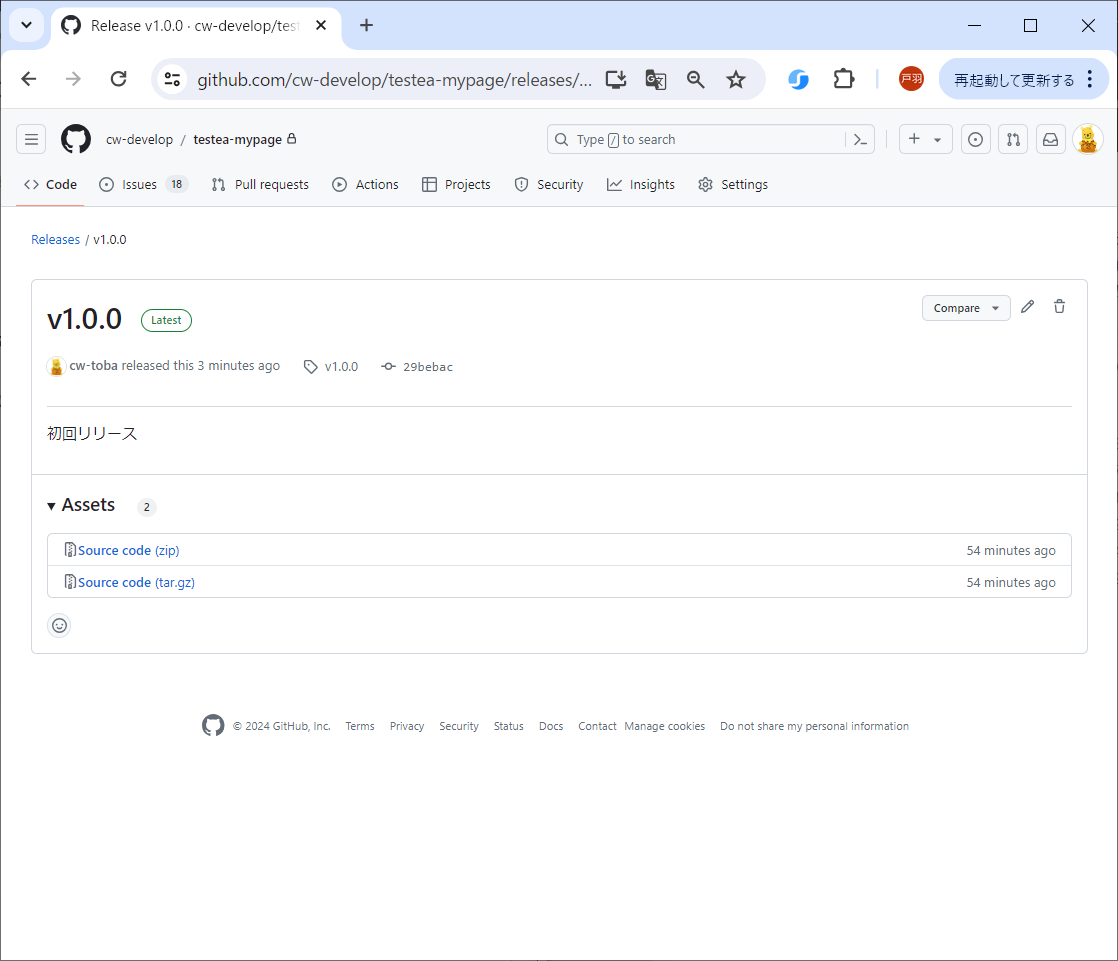 Release v1.0.0 · cw-develop/test
github.com/cw-develop/testea-mypage/releases/...
戸羽
再起動して更新する
cw-develop / testea-mypage
Type / to search
Code
Issues 18
Pull requests
Actions
Projects
Security
Insights
Settings
Releases / v1.0.0
v1.0.0 Latest
Compare
cw-toba released this 3 minutes ago v1.0.0 29bebac
初回リリース
Assets 2
Source code (zip) 54 minutes ago
Source code (tar.gz) 54 minutes ago
© 2024 GitHub, Inc. Terms Privacy Security Status Docs Contact Manage cookies Do not share my personal information